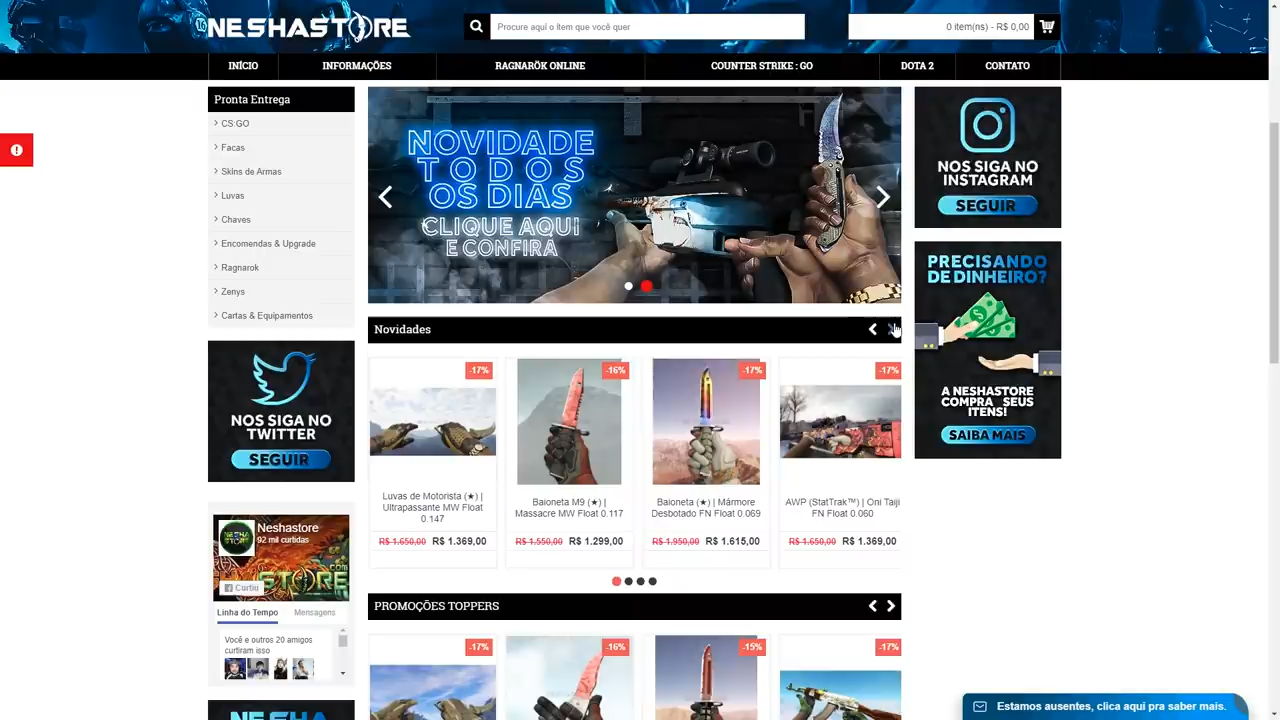 NESHASTORE
Procure aqui o ítem que você quer
0 item(ns) - R$ 0,00
INÍCIO
INFORMAÇÕES
RAGNARÖK ONLINE
COUNTER STRIKE : GO
DOTA 2
CONTATO
Pronta Entrega
CS:GO
Facas
Skins de Armas
Luvas
Chaves
Encomendas & Upgrade
Ragnarok
Zenys
Cartas & Equipamentos
NOVIDADE
TODOS
OS DIAS
CLIQUE AQUI
E CONFIRA
NOS SIGA NO
INSTAGRAM
SEGUIR
PRECISANDO
DE DINHEIRO?
A NESHASTORE
COMPRA SEUS
ITENS!
SAIBA MAIS
NOS SIGA NO
TWITTER
SEGUIR
Novidades
-17%
-16%
-17%
-17%
Luvas de Motorista (★) |
Ultrapassante MW Float
0.147
R$ 1.650,00 R$ 1.369,00
Baioneta M9 (★) |
Massacre MW Float 0.117
R$ 1.550,00 R$ 1.299,00
Baioneta (★) | Mármore
Desbotado FN Float 0.069
R$ 1.950,00 R$ 1.615,00
AWP (StatTrak™) | Oni Taiji
FN Float 0.060
R$ 1.650,00 R$ 1.369,00
Neshastore
92 mil curtidas
Curtiu
Linha do Tempo
Mensagens
Você e outros 20 amigos
curtiram isso
PROMOÇÕES TOPPERS
-17%
-16%
-15%
-17%
Estamos ausentes, clica aqui pra saber mais.